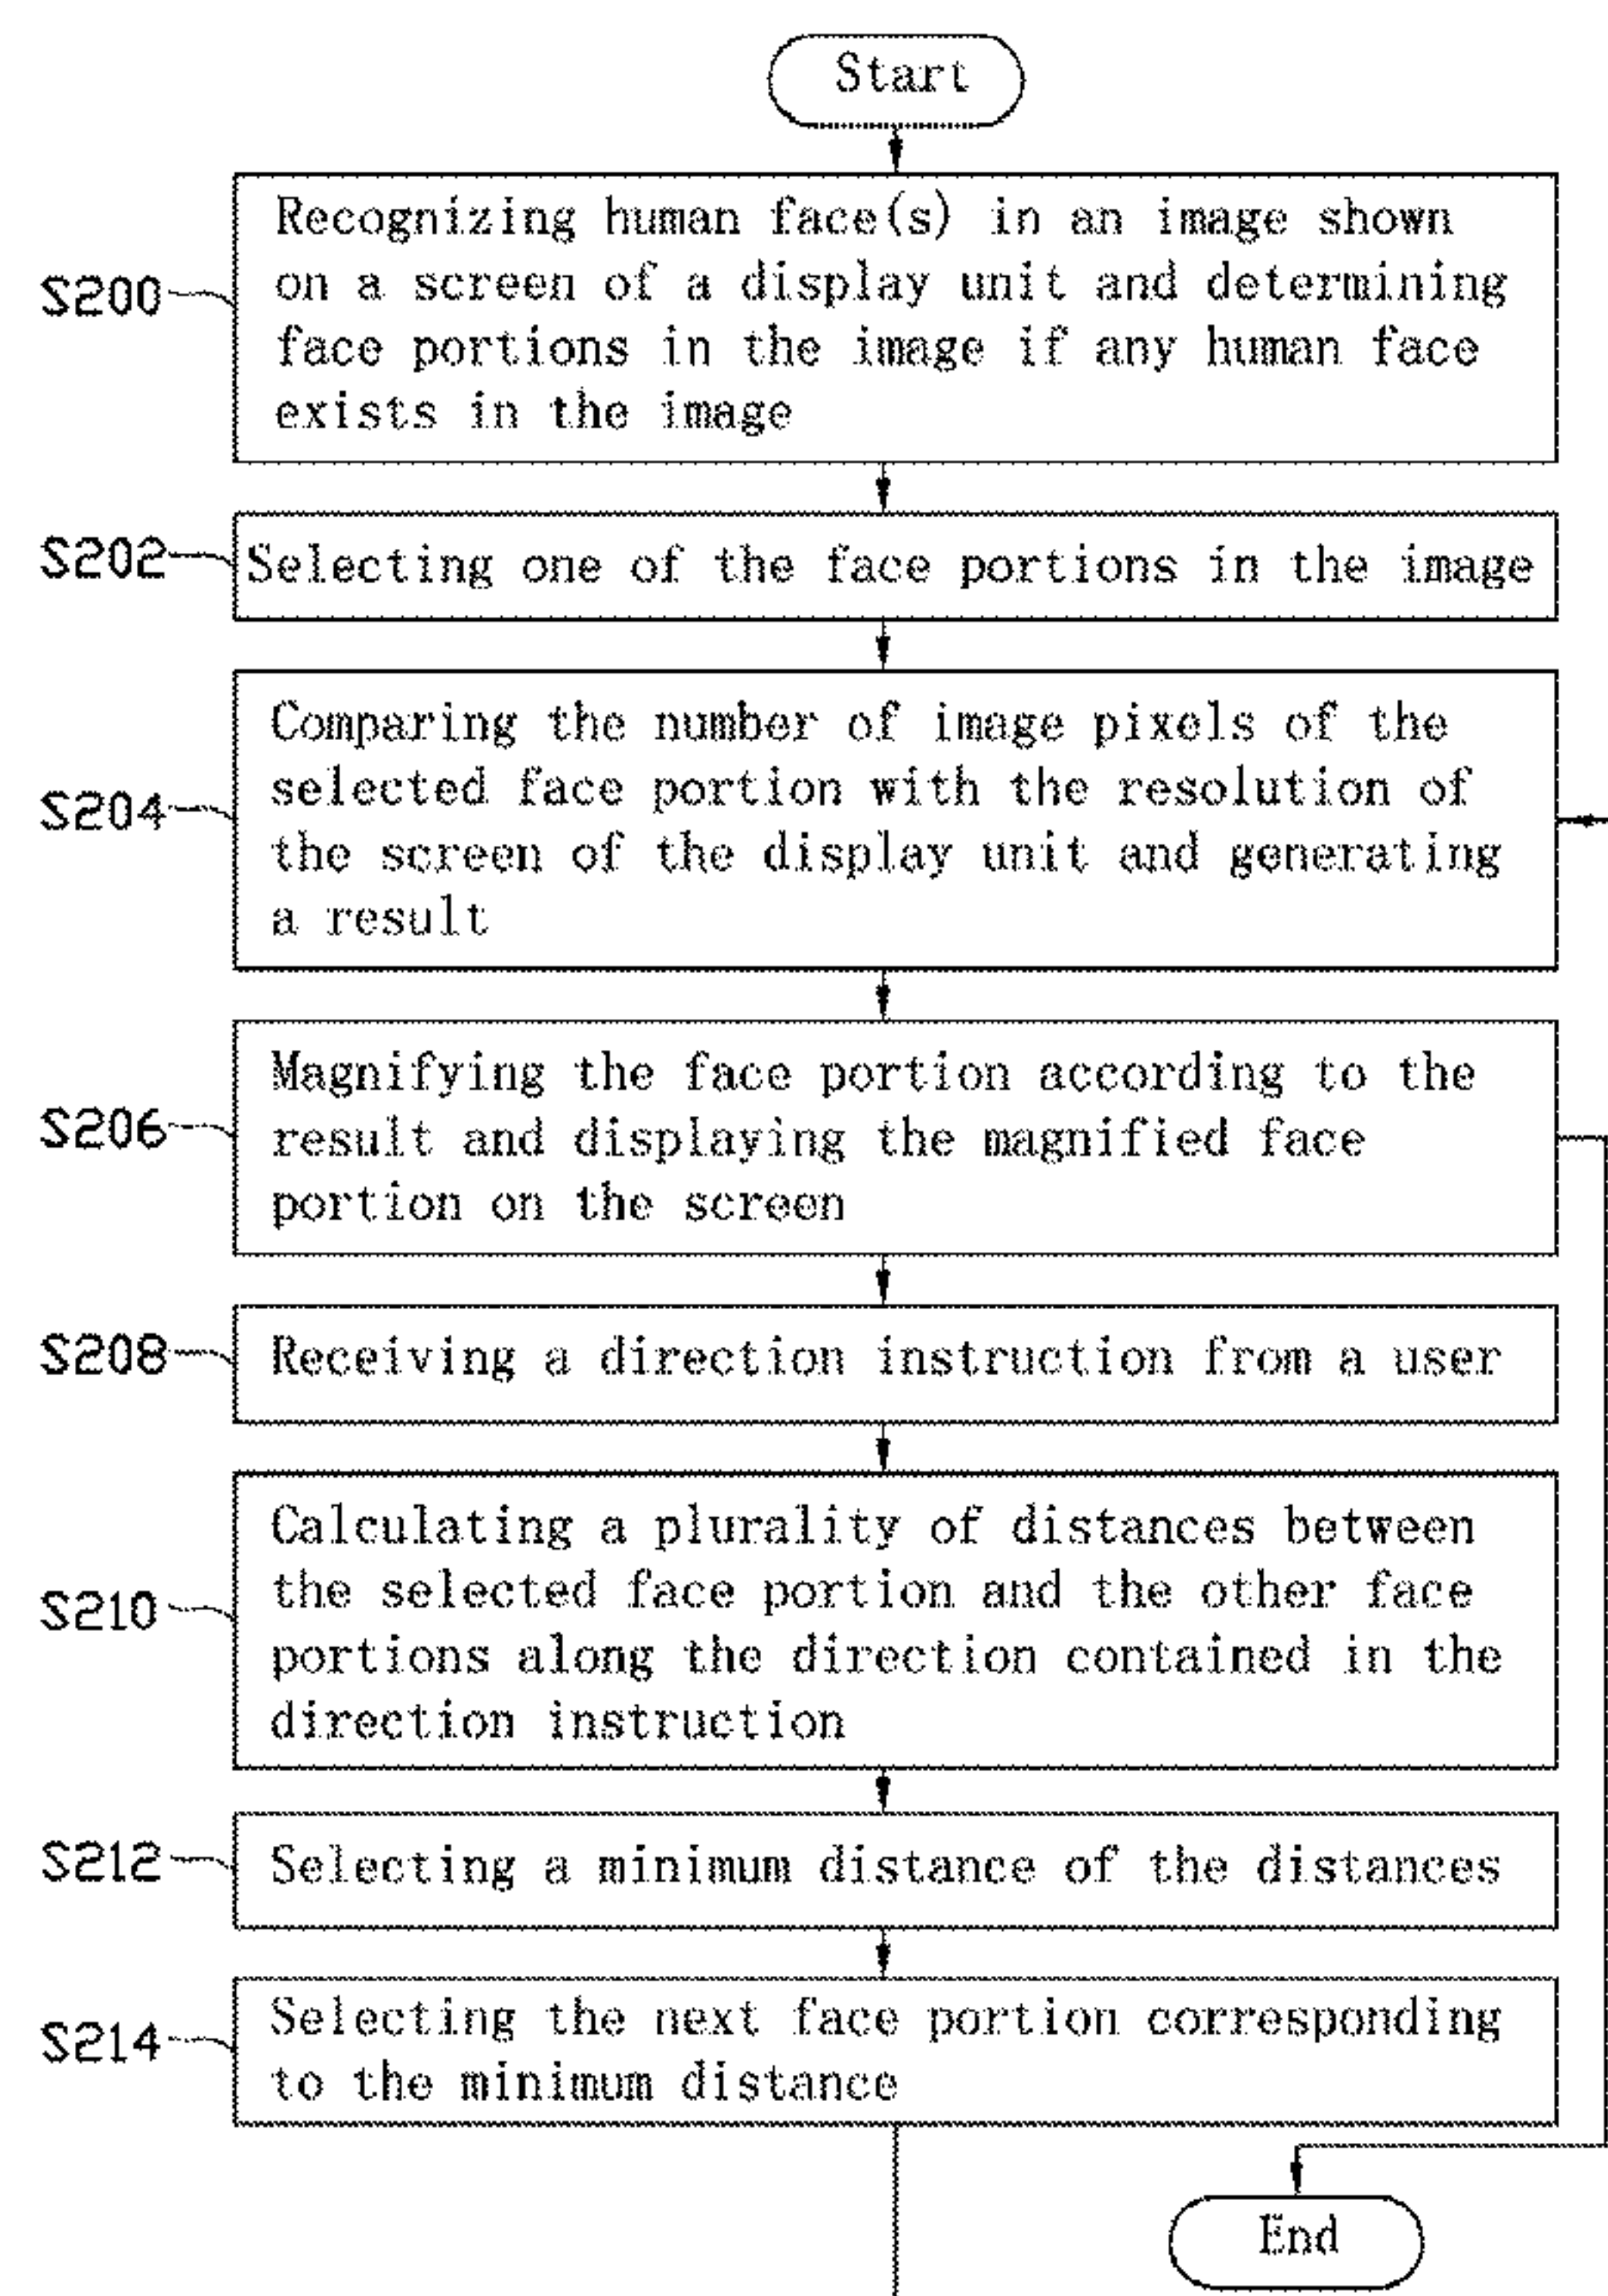 Start
S200
Recognizing human face(s) in an image shown
on a screen of a display unit and determining
face portions in the image if any human face
exists in the image
S202
Selecting one of the face portions in the image
S204
Comparing the number of image pixels of the
selected face portion with the resolution of
the screen of the display unit and generating
a result
S206
Magnifying the face portion according to the
result and displaying the magnified face
portion on the screen
S208
Receiving a direction instruction from a user
S210
Calculating a plurality of distances between
the selected face portion and the other face
portions along the direction contained in the
direction instruction
S212
Selecting a minimum distance of the distances
S214
Selecting the next face portion corresponding
to the minimum distance
End